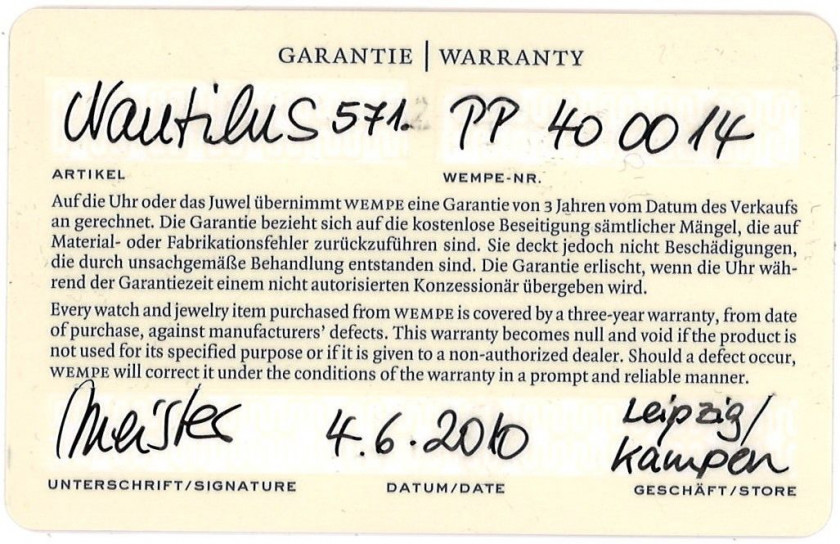 GARANTIE | WARRANTY
Nautilus 571. PP 40 00 14
ARTIKEL WEMPE-NR.
Auf die Uhr oder das Juwel übernimmt WEMPE eine Garantie von 3 Jahren vom Datum des Verkaufs
an gerechnet. Die Garantie bezieht sich auf die kostenlose Beseitigung sämtlicher Mängel, die auf
Material- oder Fabrikationsfehler zurückzuführen sind. Sie deckt jedoch nicht Beschädigungen,
die durch unsachgemäße Behandlung entstanden sind. Die Garantie erlischt, wenn die Uhr wäh-
rend der Garantiezeit einem nicht autorisierten Konzessionär übergeben wird.
Every watch and jewelry item purchased from WEMPE is covered by a three-year warranty, from date
of purchase, against manufacturers' defects. This warranty becomes null and void if the product is
not used for its specified purpose or if it is given to a non-authorized dealer. Should a defect occur,
WEMPE will correct it under the conditions of the warranty in a prompt and reliable manner.
Meister 4.6.2010 Leipzig/
Kampen
UNTERSCHRIFT/SIGNATURE DATUM/DATE GESCHÄFT/STORE